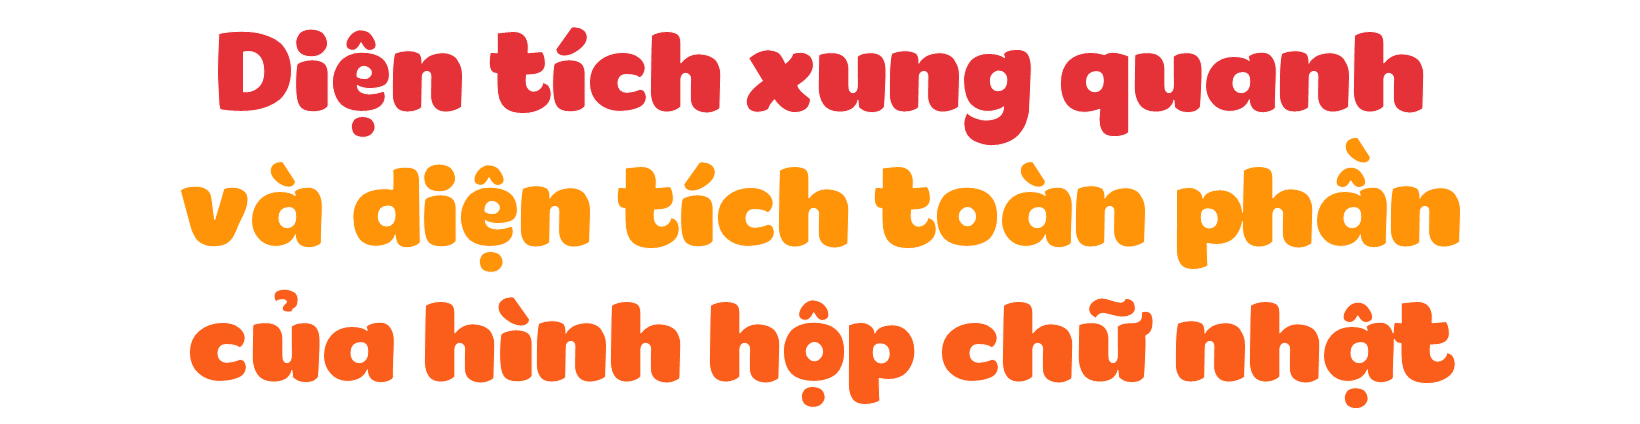 Diện tích xung quanh
và diện tích toàn phần
của hình hộp chữ nhật